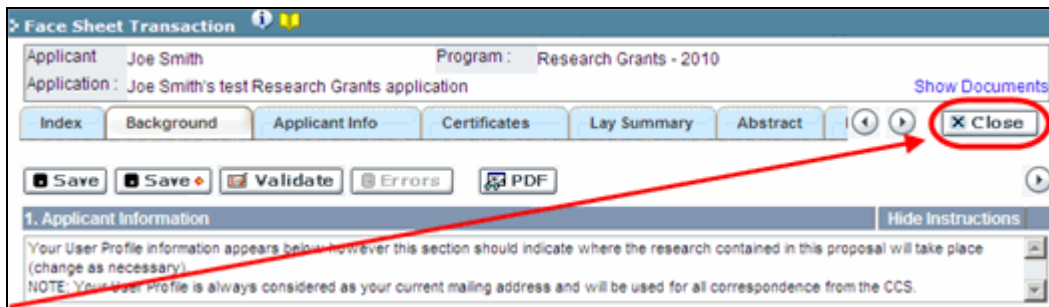 Face Sheet Transaction
Applicant Joe Smith Program : Research Grants - 2010
Application : Joe Smith's test Research Grants application
Show Documents
Index Background Applicant Info Certificates Lay Summary Abstract Close
Save Save Validate Errors PDF
1. Applicant Information Hide Instructions
Your User Profile information appears below however this section should indicate where the research contained in this proposal will take place
(change as necessary).
NOTE: Your User Profile is always considered as your current mailing address and will be used for all correspondence from the CCS.